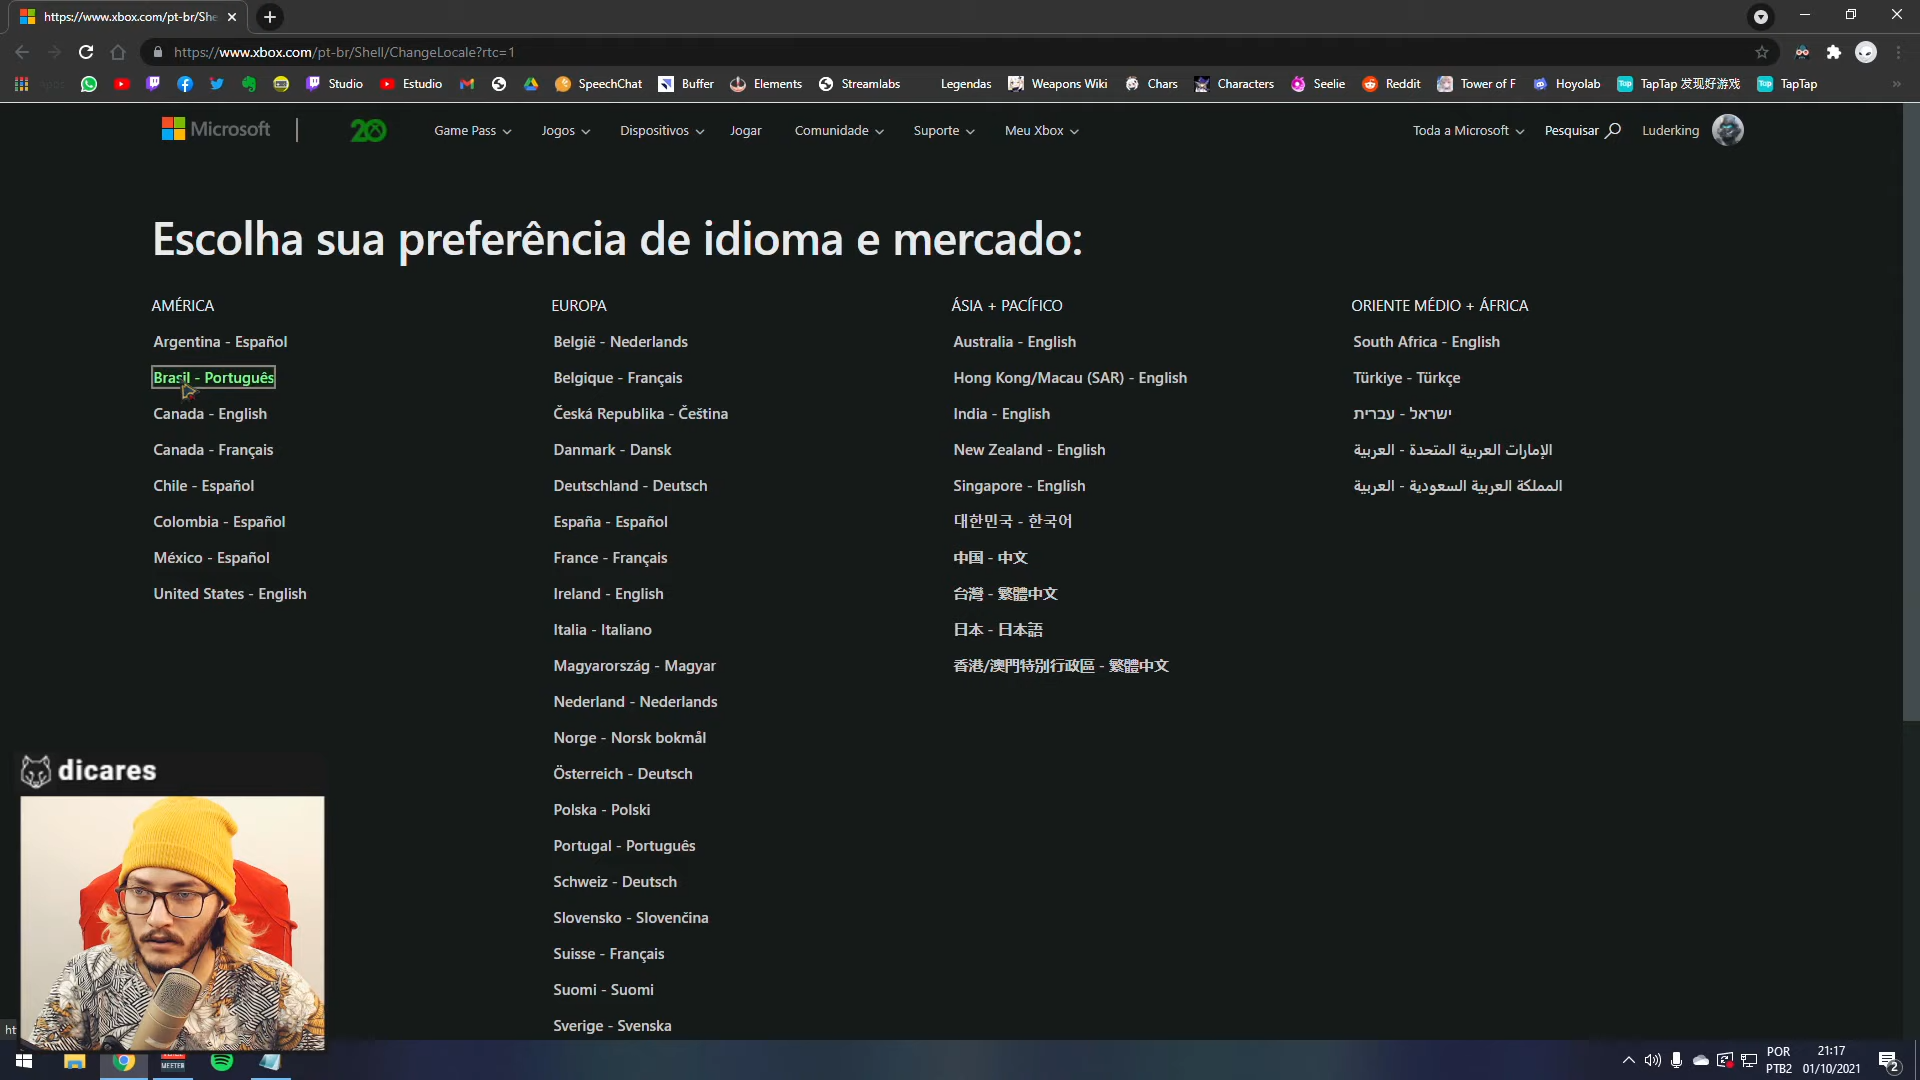 https://www.xbox.com/pt-br/She
https://www.xbox.com/pt-br/Shell/ChangeLocale?rtc=1
Studio Estudio SpeechChat Buffer Elements Streamlabs Legendas Weapons Wiki Chars Characters Seelie Reddit Tower of F Hoyolab TapTap 发现好游戏 TapTap
Microsoft 20 Game Pass Jogos Dispositivos Jogar Comunidade Suporte Meu Xbox Toda a Microsoft Pesquisar Luderking
Escolha sua preferência de idioma e mercado:
AMÉRICA
Argentina - Español
Brasil - Português
Canada - English
Canada - Français
Chile - Español
Colombia - Español
México - Español
United States - English
EUROPA
België - Nederlands
Belgique - Français
Česká Republika - Čeština
Danmark - Dansk
Deutschland - Deutsch
España - Español
France - Français
Ireland - English
Italia - Italiano
Magyarország - Magyar
Nederland - Nederlands
Norge - Norsk bokmål
Österreich - Deutsch
Polska - Polski
Portugal - Português
Schweiz - Deutsch
Slovensko - Slovenčina
Suisse - Français
Suomi - Suomi
Sverige - Svenska
ÁSIA + PACÍFICO
Australia - English
Hong Kong/Macau (SAR) - English
India - English
New Zealand - English
Singapore - English
대한민국 - 한국어
中国 - 中文
台灣 - 繁體中文
日本 - 日本語
香港/澳門特別行政區 - 繁體中文
ORIENTE MÉDIO + ÁFRICA
South Africa - English
Türkiye - Türkçe
ישראל - עברית
الإمارات العربية المتحدة - العربية
المملكة العربية السعودية - العربية
dicares
ht
MEETER
POR
PTB2
21:17
01/10/2021
2